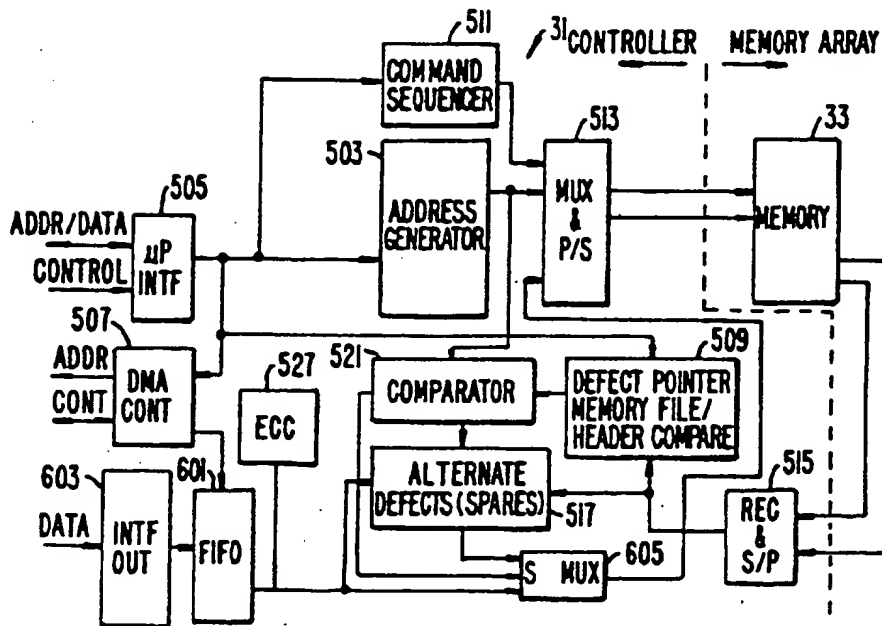 511
31 CONTROLLER
MEMORY ARRAY
COMMAND
SEQUENCER
503
513
33
505
ADDRESS
GENERATOR
MUX
&
P/S
MEMORY
ADDR/DATA
CONTROL
μP
INTF
507
ADDR
CONT
DMA
CONT
527
ECC
521
COMPARATOR
509
DEFECT POINTER
MEMORY FILE/
HEADER COMPARE
603
601
ALTERNATE
DEFECTS (SPARES)
517
515
REC
&
S/P
DATA
INTF
OUT
FIFO
S MUX
605